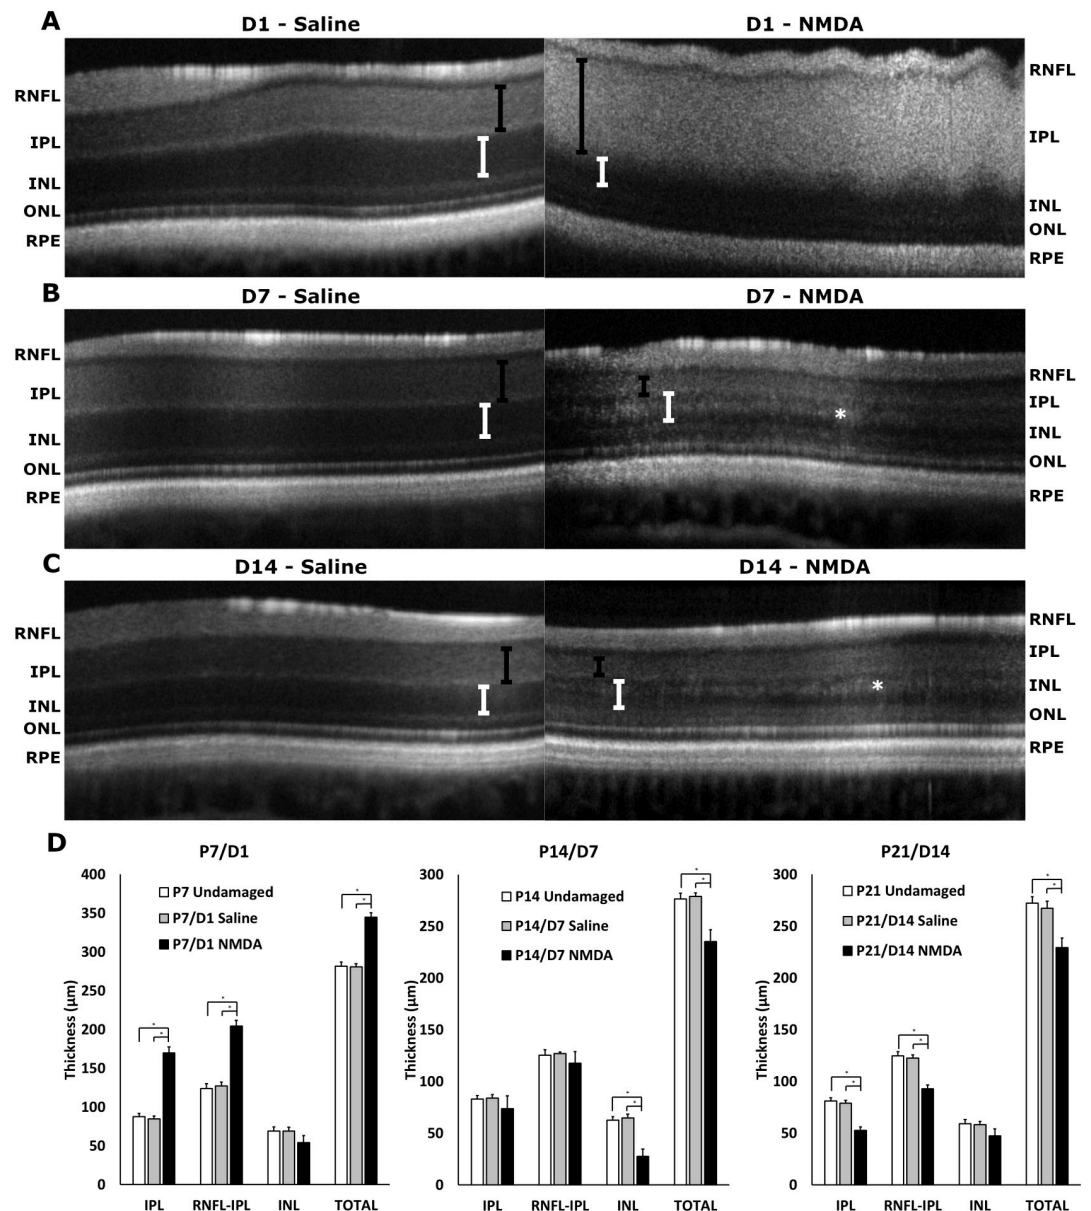 A
D1 - Saline
D1 - NMDA
RNFL
IPL
INL
ONL
RPE
RNFL
IPL
INL
ONL
RPE
B
D7 - Saline
D7 - NMDA
RNFL
IPL
INL
ONL
RPE
RNFL
IPL
INL
ONL
RPE
*
C
D14 - Saline
D14 - NMDA
RNFL
IPL
INL
ONL
RPE
RNFL
IPL
INL
ONL
RPE
*
D
P7/D1
Thickness (µm)
400
350
300
250
200
150
100
50
0
P7 Undamaged
P7/D1 Saline
P7/D1 NMDA
* * * * * *
IPL RNFL-IPL INL TOTAL
P14/D7
Thickness (µm)
300
250
200
150
100
50
0
P14 Undamaged
P14/D7 Saline
P14/D7 NMDA
* * * *
IPL RNFL-IPL INL TOTAL
P21/D14
Thickness (µm)
300
250
200
150
100
50
0
P21 Undamaged
P21/D14 Saline
P21/D14 NMDA
* * * * * *
IPL RNFL-IPL INL TOTAL